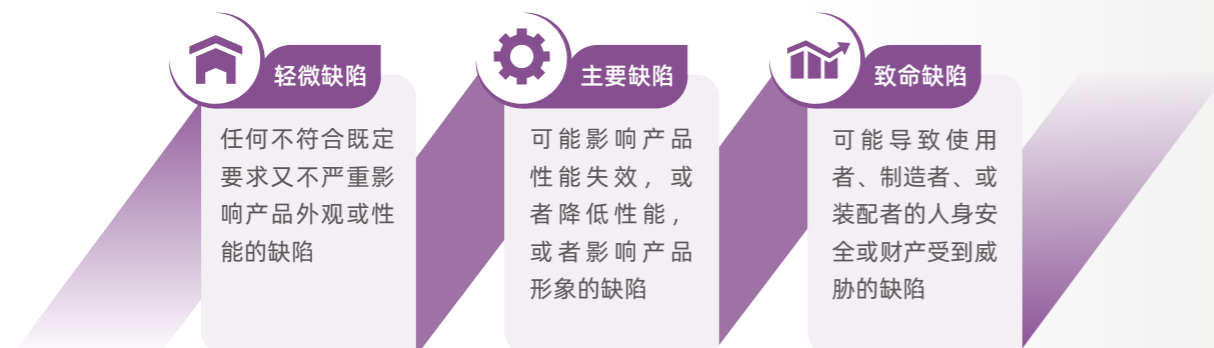 轻微缺陷
任何不符合既定
要求又不严重影
响产品外观或性
能的缺陷
主要缺陷
可能影响产品
性能失效，或
者降低性能，
或者影响产品
形象的缺陷
致命缺陷
可能导致使用
者、制造者、或
装配者的人身安
全或财产受到威
胁的缺陷